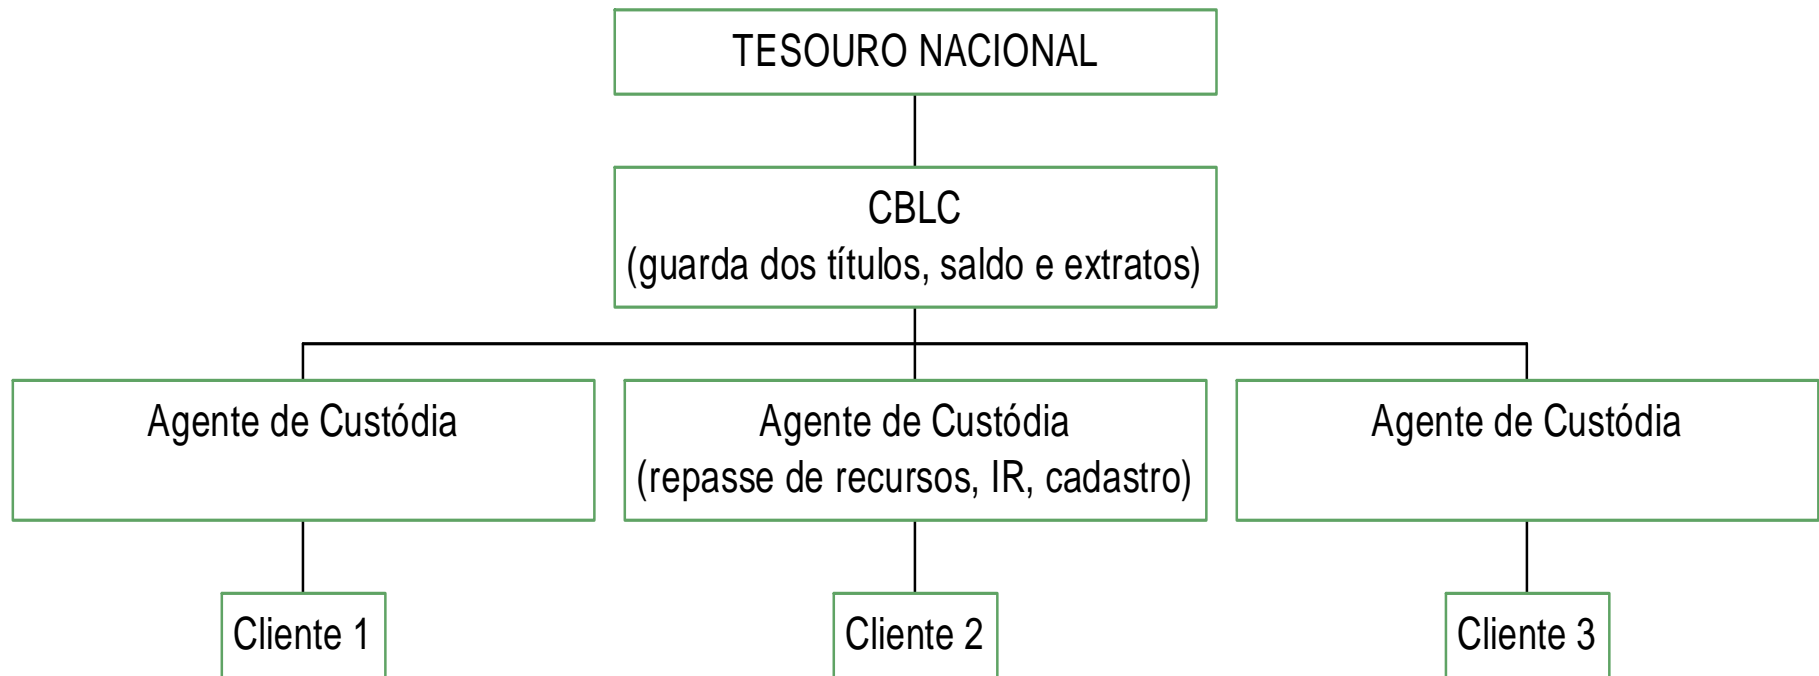 TESOURO NACIONAL
CBLC
(guarda dos títulos, saldo e extratos)
Agente de Custódia
Agente de Custódia
(repasse de recursos, IR, cadastro)
Agente de Custódia
Cliente 1
Cliente 2
Cliente 3